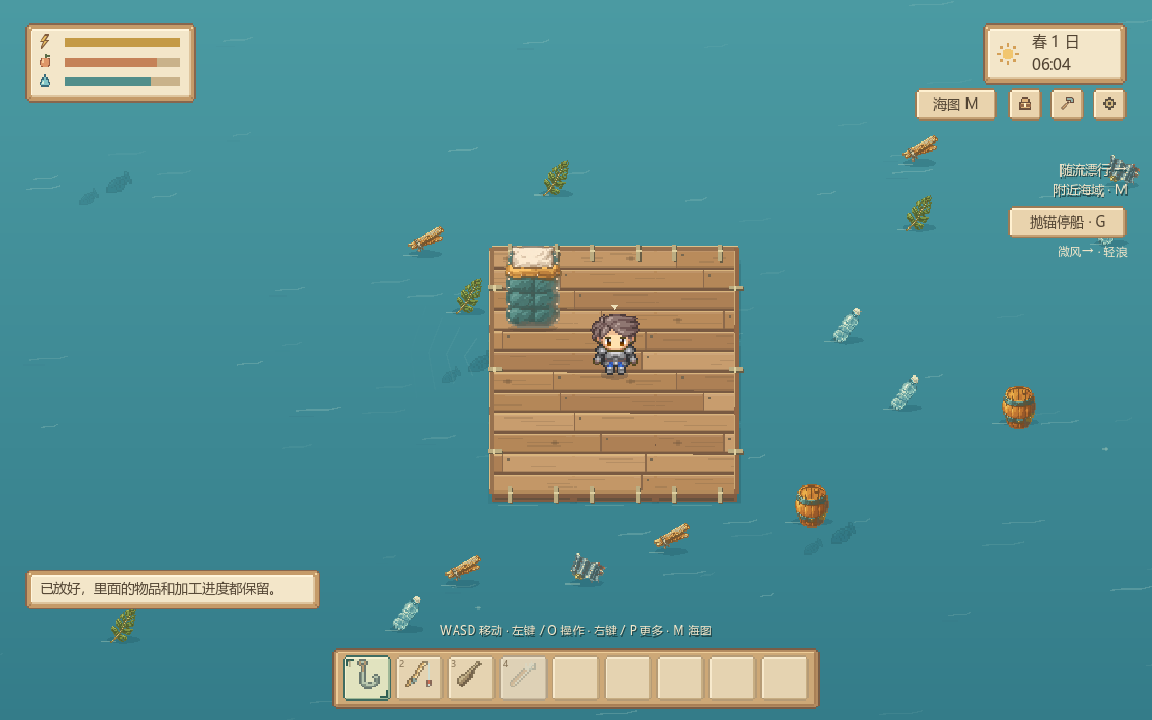 春 1 日
06:04
海图 M
随流漂行
附近海域 · M
抛锚停船 · G
微风→ · 轻浪
已放好，里面的物品和加工进度都保留。
WASD 移动 · 左键 / O 操作 · 右键 / P 更多 · M 海图
1 2 3 4